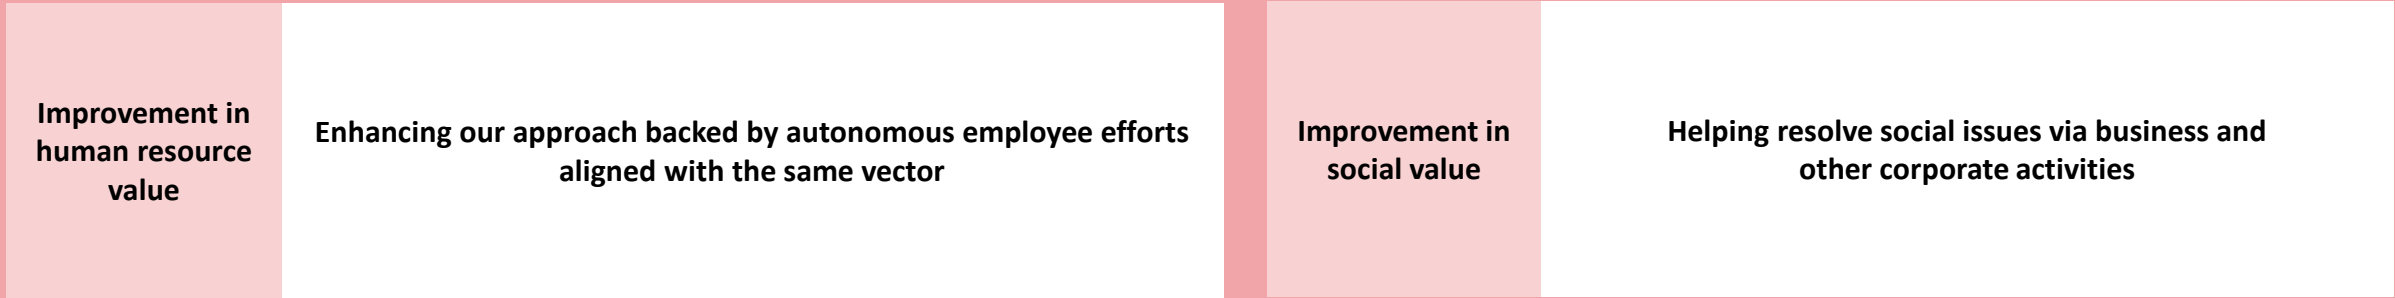 Improvement in
human resource
value
Enhancing our approach backed by autonomous employee efforts
aligned with the same vector
Improvement in
social value
Helping resolve social issues via business and
other corporate activities